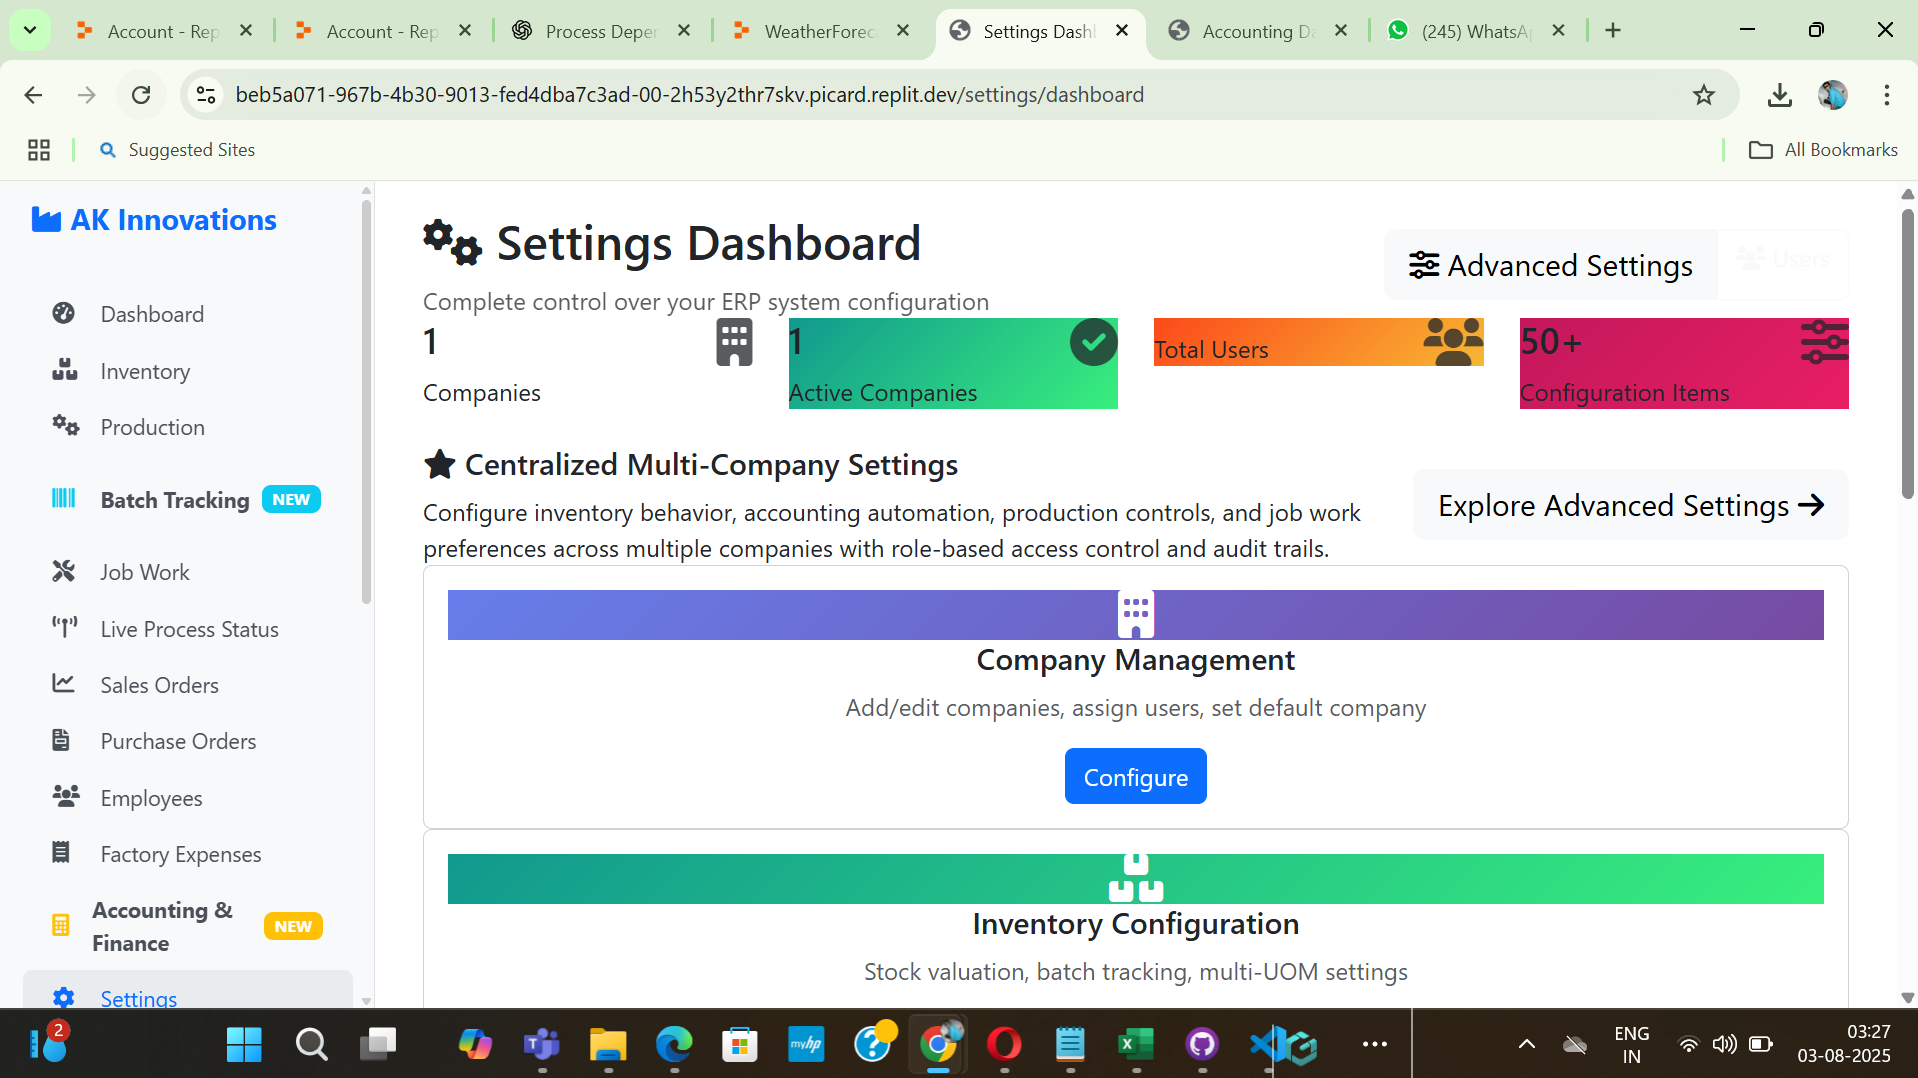 Account - Rep
Account - Rep
Process Deper
WeatherForec
Settings Dashl
Accounting Da
(245) WhatsAp
beb5a071-967b-4b30-9013-fed4dba7c3ad-00-2h53y2thr7skv.picard.replit.dev/settings/dashboard
Suggested Sites
All Bookmarks
AK Innovations
Dashboard
Inventory
Production
Batch Tracking NEW
Job Work
Live Process Status
Sales Orders
Purchase Orders
Employees
Factory Expenses
Accounting &
Finance
NEW
Settings
Settings Dashboard
Complete control over your ERP system configuration
Advanced Settings
Users
1
Companies
1
Active Companies
Total Users
50+
Configuration Items
Centralized Multi-Company Settings
Configure inventory behavior, accounting automation, production controls, and job work
preferences across multiple companies with role-based access control and audit trails.
Explore Advanced Settings
Company Management
Add/edit companies, assign users, set default company
Configure
Inventory Configuration
Stock valuation, batch tracking, multi-UOM settings
2
myhp
ENG
IN
03:27
03-08-2025